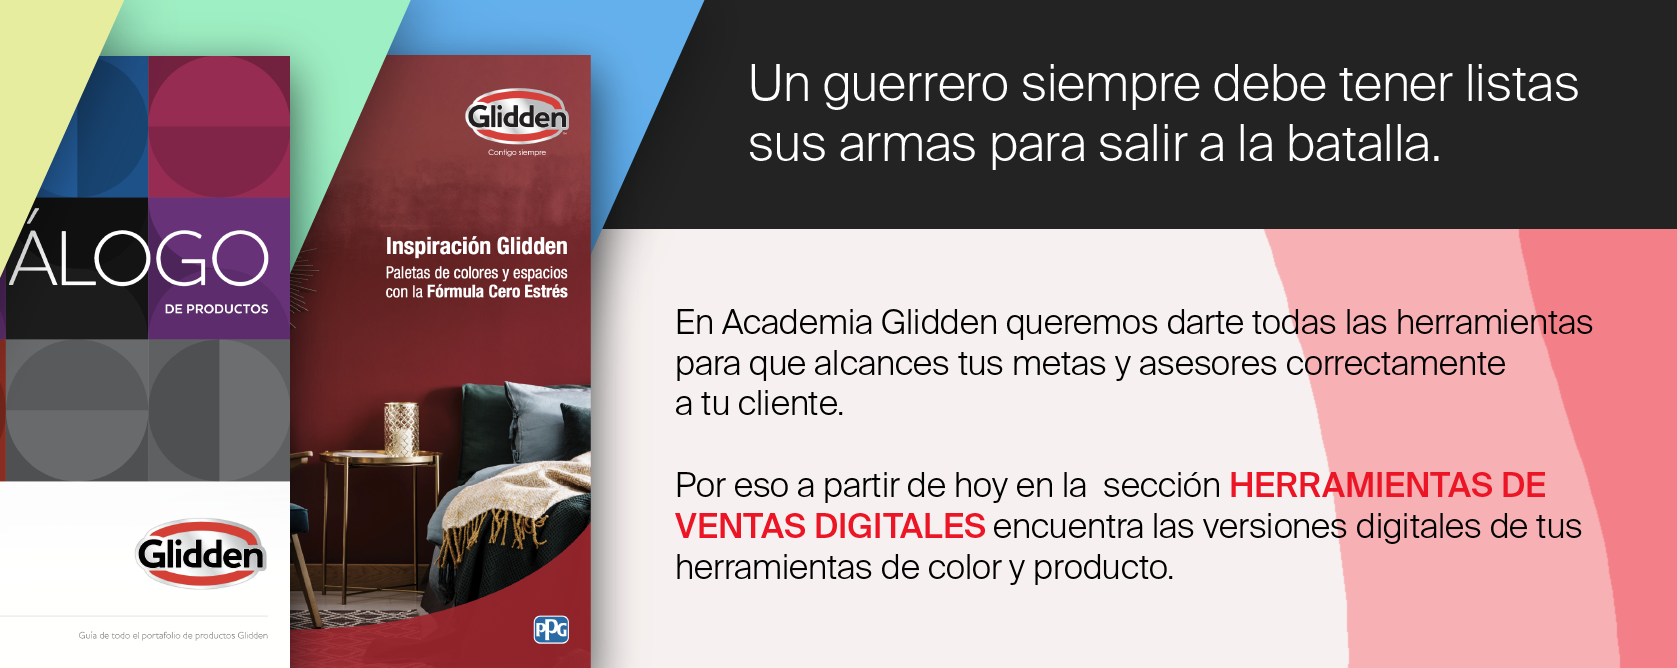 ÁLOGO
DE PRODUCTOS
Glidden
Guía de todo el portafolio de productos Glidden
Glidden
Contigo siempre
Inspiración Glidden
Paletas de colores y espacios
con la Fórmula Cero Estrés
PPG
Un guerrero siempre debe tener listas
sus armas para salir a la batalla.
En Academia Glidden queremos darte todas las herramientas
para que alcances tus metas y asesores correctamente
a tu cliente.
Por eso a partir de hoy en la  sección HERRAMIENTAS DE
VENTAS DIGITALES encuentra las versiones digitales de tus
herramientas de color y producto.